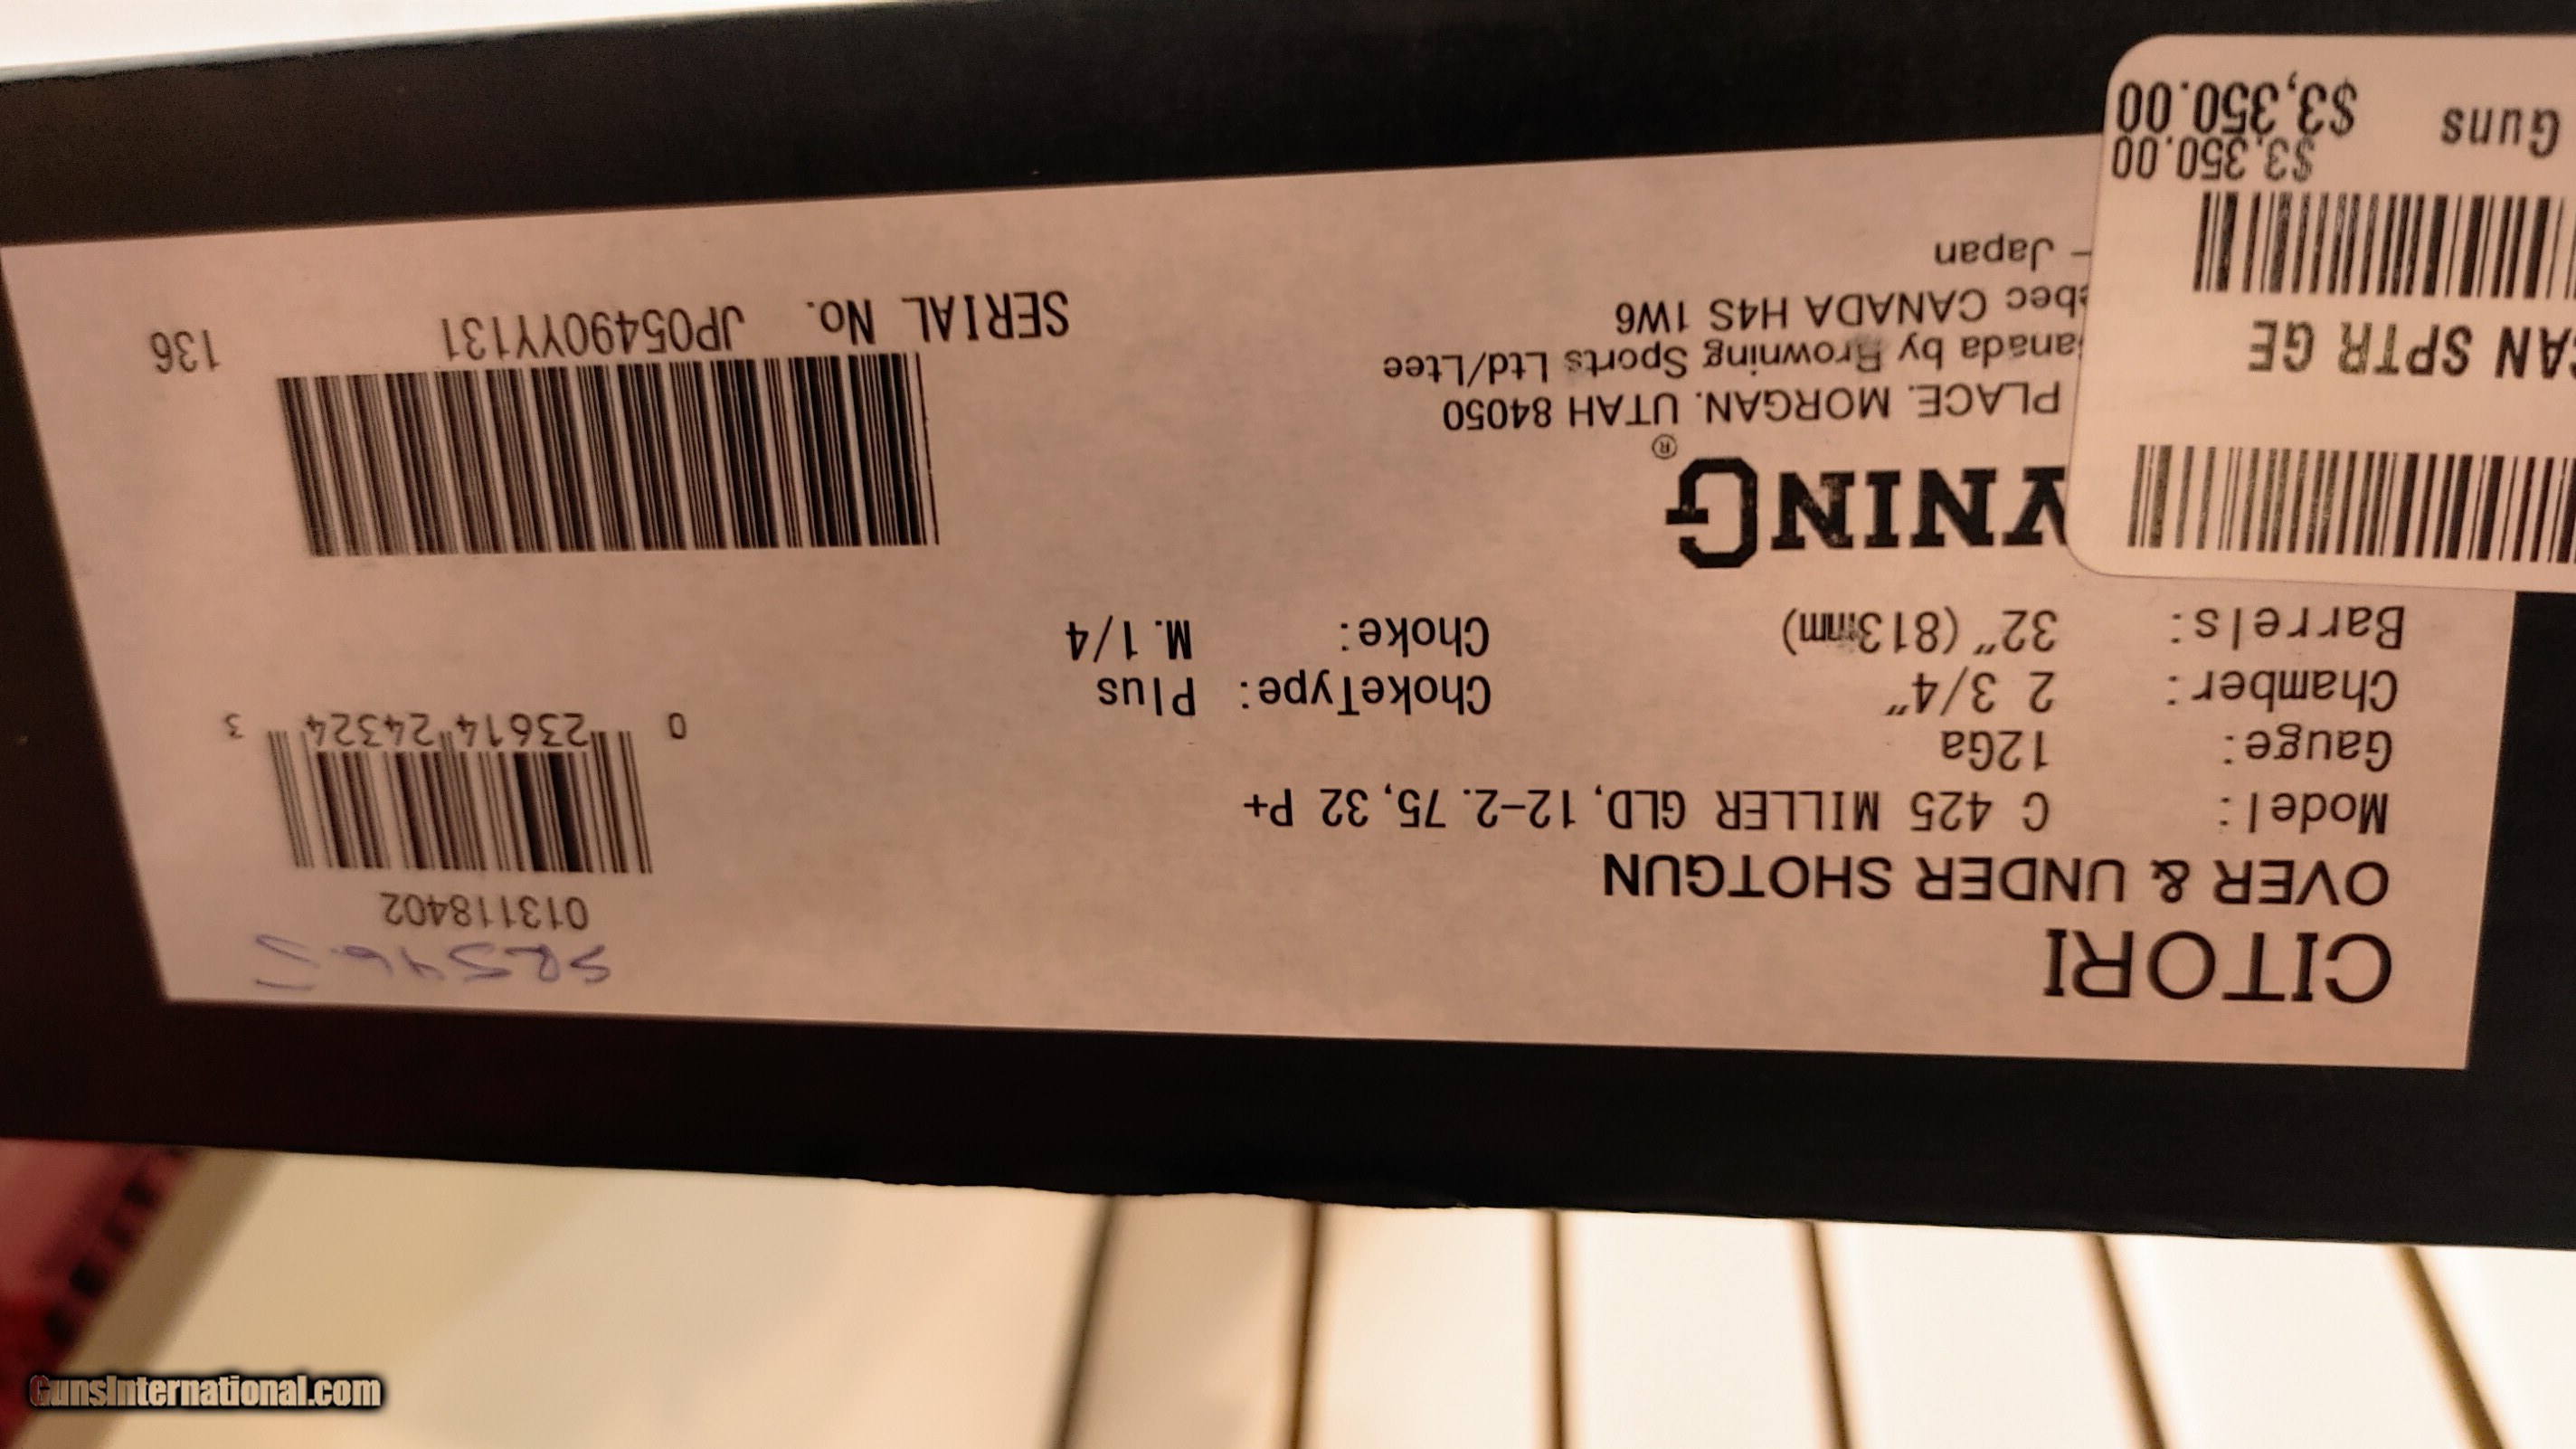 CITORI
OVER & UNDER SHOTGUN
Model: C 425 MILLER GLD, 12-2. 75, 32 P+
Gauge: 12Ga
Chamber: 2 3/4" ChokeType: Plus
Barrels: 32" (813mm) Choke: M. 1/4
013118402
0 23614 24324 3
WNING®
PLACE. MORGAN. UTAH 84050
anada by Browning Sports Ltd/Ltee
ebec CANADA H4S 1W6
- Japan
SERIAL No. JP05490YY131
136
AN SPTR GE
$3,350.00
Guns $3,350.00
GunsInternational.com